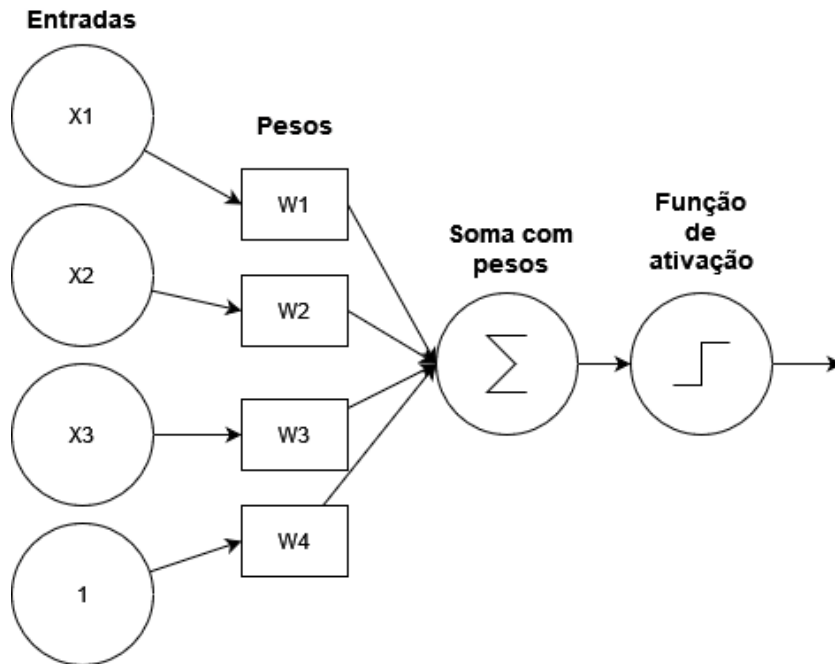 Entradas
X1
X2
X3
1
Pesos
W1
W2
W3
W4
Soma com
pesos
Σ
Função
de
ativação